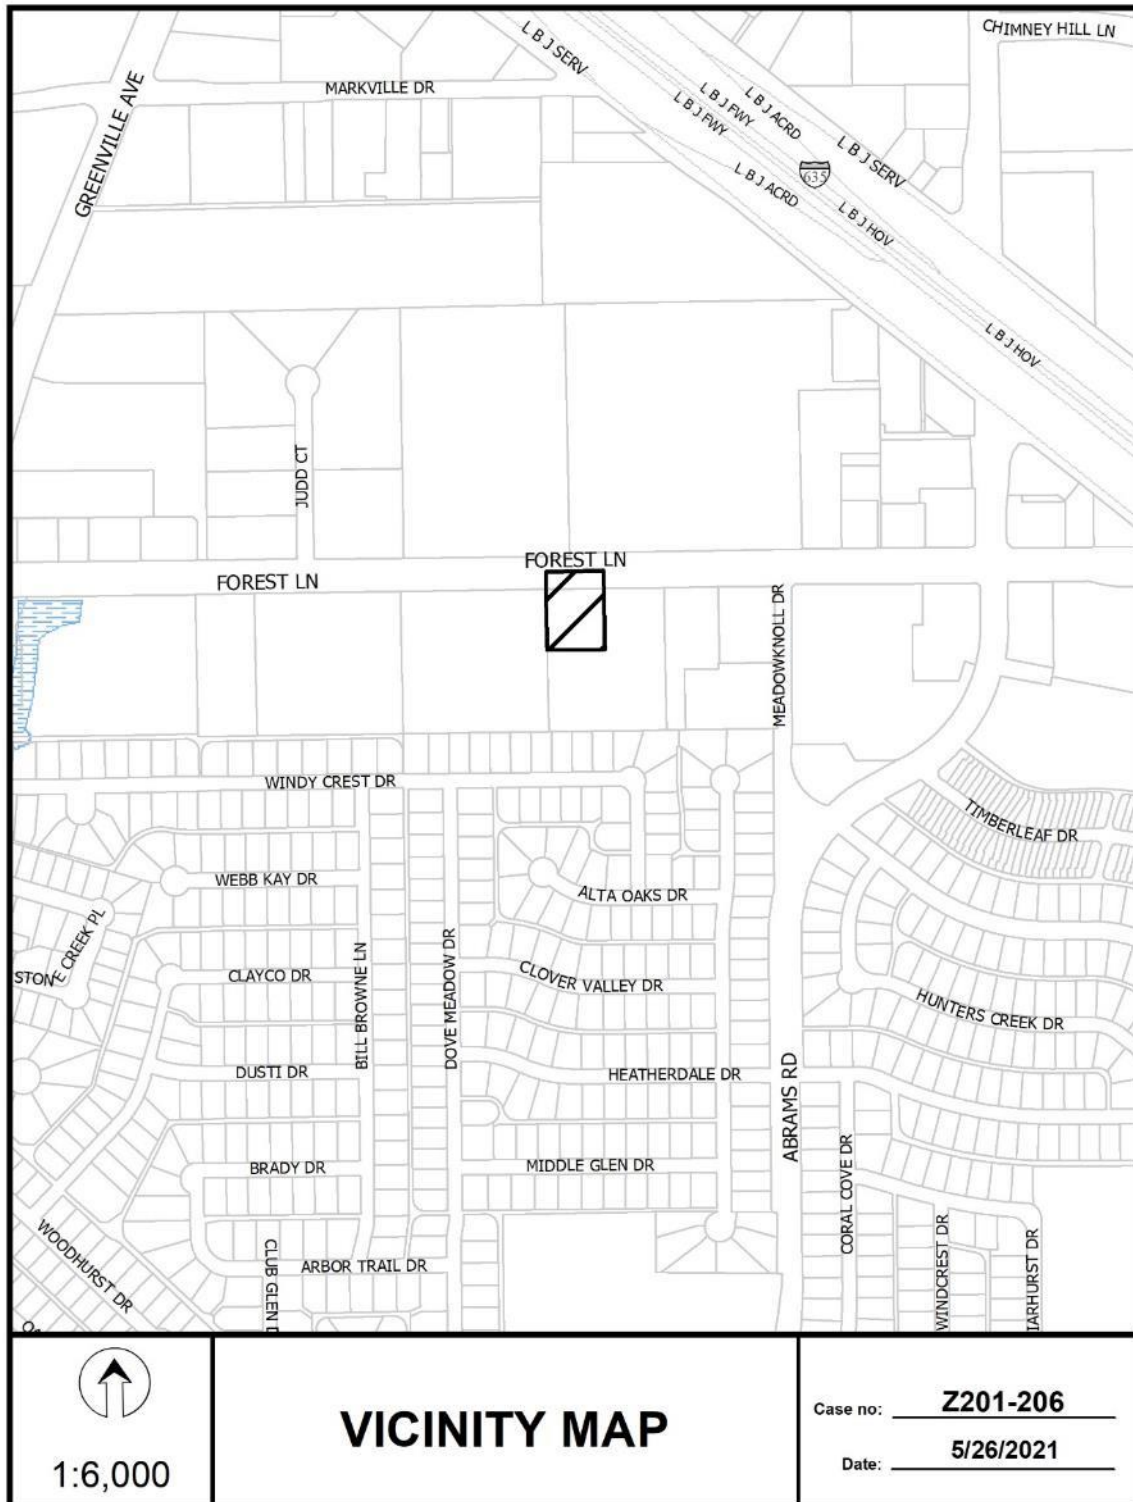 CHIMNEY HILL LN
L B J SERV
MARKVILLE DR
GREENVILLE AVE
L B J ACRD
L B J FWY
L B J FWY
L B J SERV
L B J ACRD
635
L B J HOV
L B J HOV
JUDD CT
FOREST LN
FOREST LN
MEADOWKNOLL DR
WINDY CREST DR
TIMBERLEAF DR
WEBB KAY DR
ALTA OAKS DR
STONE CREEK PL
CLAYCO DR
BILL BROWNE LN
DOVE MEADOW DR
CLOVER VALLEY DR
HUNTERS CREEK DR
DUSTI DR
HEATHERDALE DR
ABRAMS RD
BRADY DR
MIDDLE GLEN DR
CORAL COVE DR
WOODHURST DR
CLUB GLEN
ARBOR TRAIL DR
WINDCREST DR
IARHURST DR
1:6,000
VICINITY MAP
Case no: Z201-206
Date: 5/26/2021